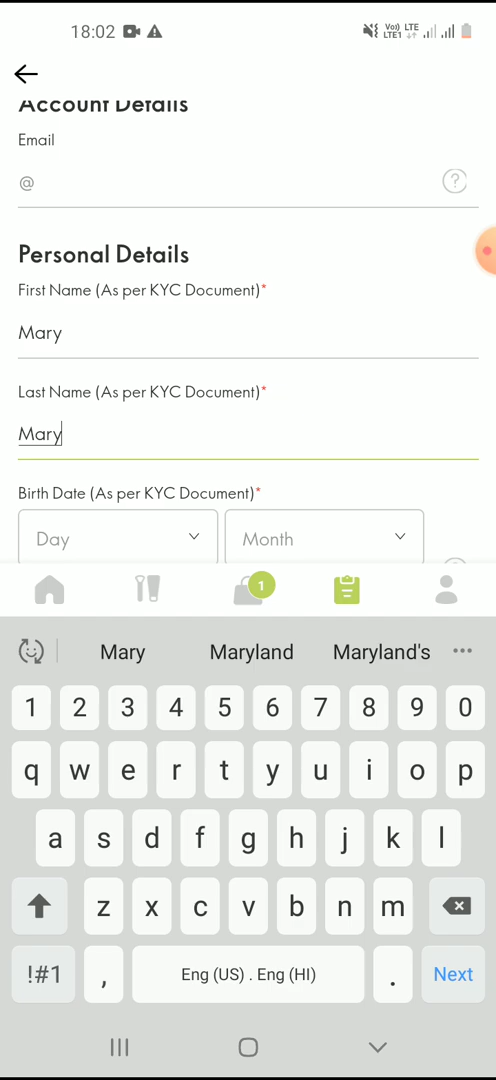 18:02 Vo) LTE LTE1
Account Details
Email
@ ?
Personal Details
First Name (As per KYC Document)*
Mary
Last Name (As per KYC Document)*
Mary
Birth Date (As per KYC Document)*
Day Month
1
Mary Maryland Maryland's
1 2 3 4 5 6 7 8 9 0
q w e r t y u i o p
a s d f g h j k l
z x c v b n m
!#1 , Eng (US) . Eng (HI) . Next